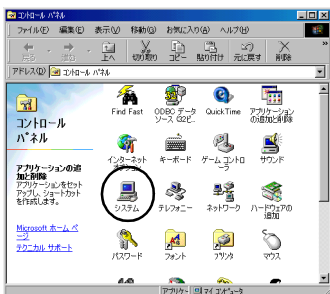 コントロール パネル
ファイル(F) 編集(E) 表示(V) 移動(G) お気に入り(A) ヘルプ(H)
戻る 進む 上へ 切り取り コピー 貼り付け 元に戻す 削除
アドレス(D) コントロール パネル
コントロール
パネル
アプリケーションの追
加と削除
アプリケーションをセット
アップし、ショートカット
を作成します。
Microsoft ホーム ペ
ージ
テクニカル サポート
Find Fast
ODBC データ
ソース (32ビ...
QuickTime
アプリケーション
の追加と削除
インターネット
オプション
キーボード
ゲーム コントロ
ーラ
サウンド
システム
テレフォニー
ネットワーク
ハードウェアの
追加
パスワード
フォント
プリンタ
マウス
アプリケー
マイ コンピュータ